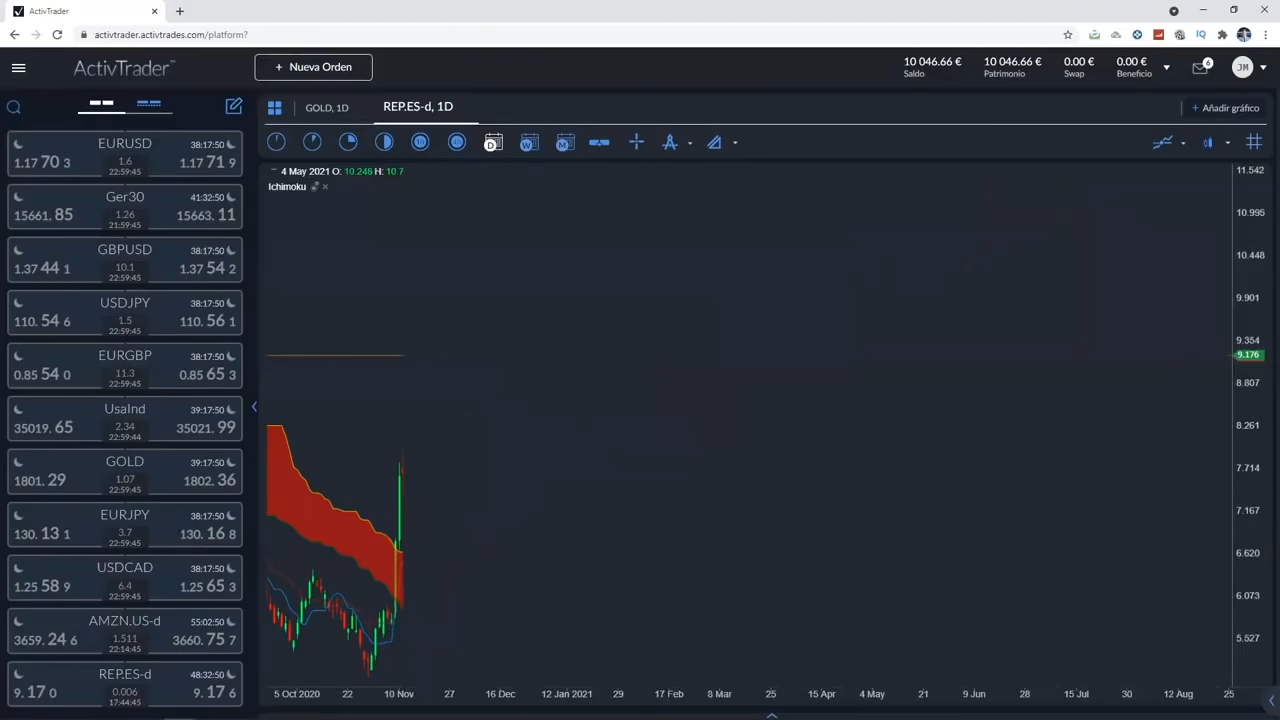 ActivTrader
activtrader.activtrades.com/platform?
ActivTrader
+ Nueva Orden
10 046.66 € 10 046.66 € 0.00 € 0.00 €
Saldo Patrimonio Swap Beneficio
6
JM
GOLD, 1D
REP.ES-d, 1D
+ Añadir gráfico
EURUSD 38:17:50
1.17 70 3 1.6 1.17 71 9
22:59:45
Ger30 41:32:50
15661. 85 1.26 15663. 11
21:59:45
GBPUSD 38:17:50
1.37 44 1 10.1 1.37 54 2
22:59:45
USDJPY 38:17:50
110. 54 6 1.5 110. 56 1
22:59:45
EURGBP 38:17:50
0.85 54 0 11.3 0.85 65 3
22:59:45
UsaInd 39:17:50
35019. 65 2.34 35021. 99
22:59:44
GOLD 39:17:50
1801. 29 1.07 1802. 36
22:59:45
EURJPY 38:17:50
130. 13 1 3.7 130. 16 8
22:59:45
USDCAD 38:17:50
1.25 58 9 6.4 1.25 65 3
22:59:45
AMZN.US-d 55:02:50
3659. 24 6 1.511 3660. 75 7
22:14:45
REP.ES-d 48:32:50
9. 17 0 0.006 9. 17 6
17:44:45
D W M
4 May 2021 O: 10.248 H: 10.7
Ichimoku
11.542
10.995
10.448
9.901
9.354
9.176
8.807
8.261
7.714
7.167
6.620
6.073
5.527
5 Oct 2020 22 10 Nov 27 16 Dec 12 Jan 2021 29 17 Feb 8 Mar 25 15 Apr 4 May 21 9 Jun 28 15 Jul 30 12 Aug 25